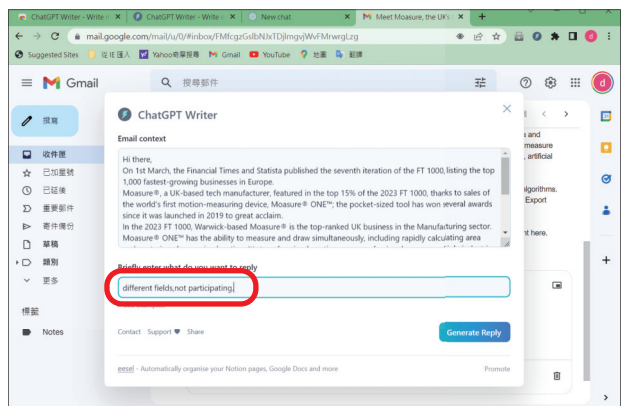 ChatGPT Writer - Write
ChatGPT Writer - Write
New chat
Meet Moasure, the UK's
mail.google.com/mail/u/0/#inbox/FMfcgzGslbNJxTDjlmgvjWvFMrwrgLzg
Suggested Sites
從 IE 匯入
Yahoo奇摩搜尋
Gmail
YouTube
地圖
翻譯
Gmail
搜尋郵件
撰寫
收件匣
已加星號
已延後
重要郵件
寄件備份
草稿
類別
更多
標籤
Notes
ChatGPT Writer
Email context
Hi there,
On 1st March, the Financial Times and Statista published the seventh iteration of the FT 1000, listing the top
1,000 fastest-growing businesses in Europe.
Moasure®, a UK-based tech manufacturer, featured in the top 15% of the 2023 FT 1000, thanks to sales of
the world's first motion-measuring device, Moasure® ONE™; the pocket-sized tool has won several awards
since it was launched in 2019 to great acclaim.
In the 2023 FT 1000, Warwick-based Moasure® is the top-ranked UK business in the Manufacturing sector.
Moasure® ONE™ has the ability to measure and draw simultaneously, including rapidly calculating area
Briefly enter what do you want to reply
different fields,not participating,
Contact
Support
Share
Generate Reply
eesel - Automatically organise your Notion pages, Google Docs and more
Promote
and
measure
, artificial
lgorithms.
Export
nt here.